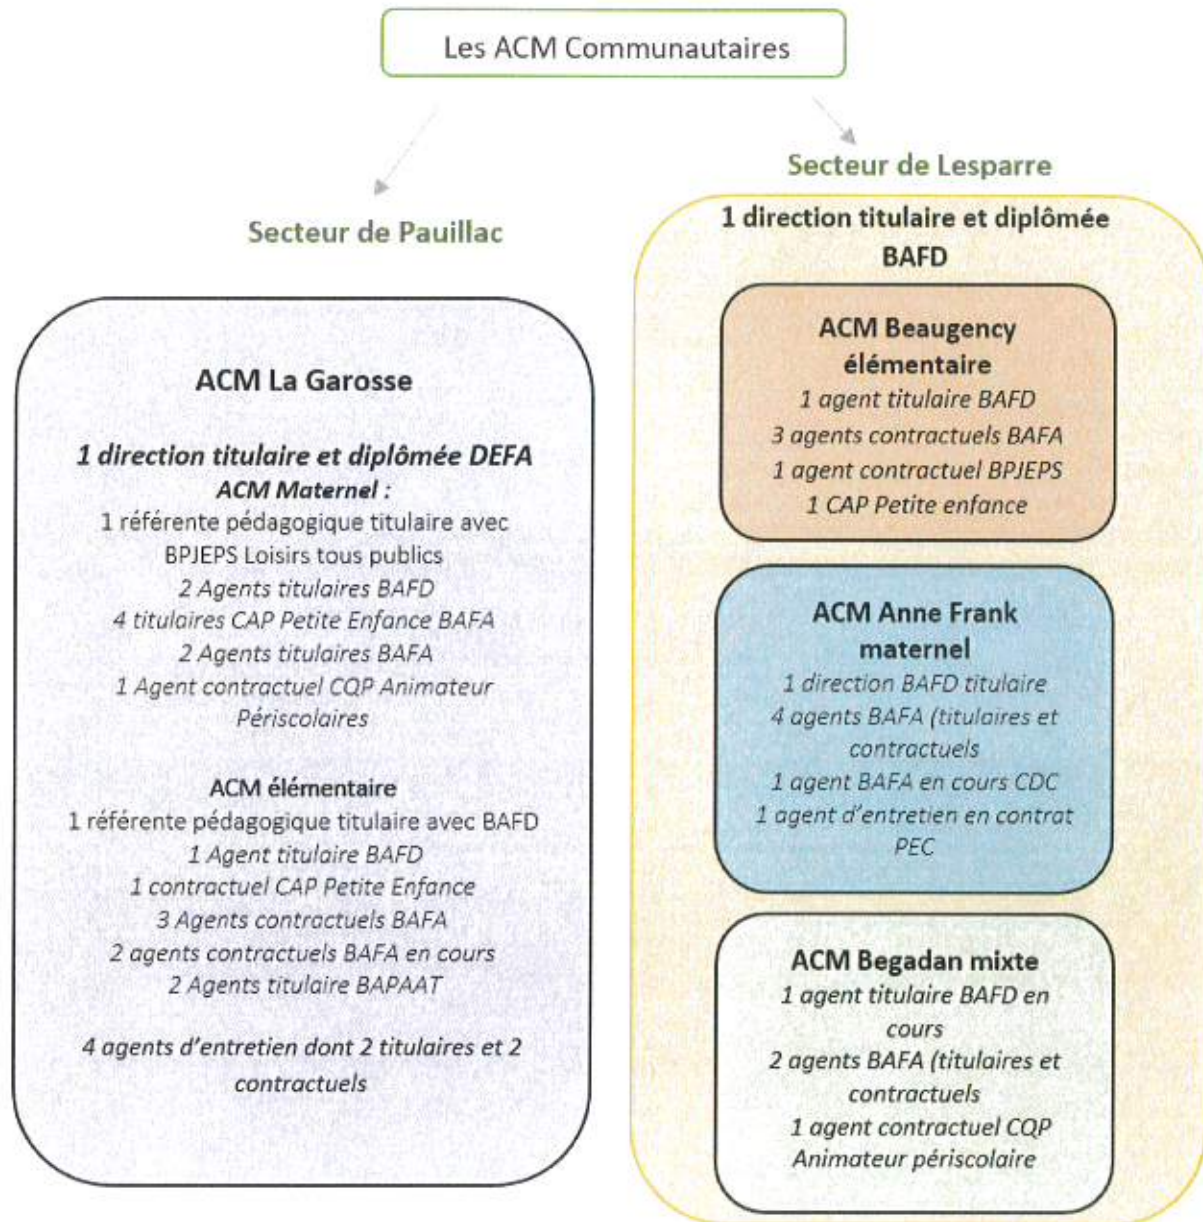 Les ACM Communautaires
Secteur de Pauillac
ACM La Garosse
1 direction titulaire et diplômée DEFA
ACM Maternel :
1 référente pédagogique titulaire avec
BPJEPS Loisirs tous publics
2 Agents titulaires BAFD
4 titulaires CAP Petite Enfance BAFA
2 Agents titulaires BAFA
1 Agent contractuel CQP Animateur
Périscolaires
ACM élémentaire
1 référente pédagogique titulaire avec BAFD
1 Agent titulaire BAFD
1 contractuel CAP Petite Enfance
3 Agents contractuels BAFA
2 agents contractuels BAFA en cours
2 Agents titulaire BAPAAT
4 agents d'entretien dont 2 titulaires et 2
contractuels
Secteur de Lesparre
1 direction titulaire et diplômée
BAFD
ACM Beaugency
élémentaire
1 agent titulaire BAFD
3 agents contractuels BAFA
1 agent contractuel BPJEPS
1 CAP Petite enfance
ACM Anne Frank
maternel
1 direction BAFD titulaire
4 agents BAFA (titulaires et
contractuels
1 agent BAFA en cours CDC
1 agent d'entretien en contrat
PEC
ACM Begadan mixte
1 agent titulaire BAFD en
cours
2 agents BAFA (titulaires et
contractuels
1 agent contractuel CQP
Animateur périscolaire